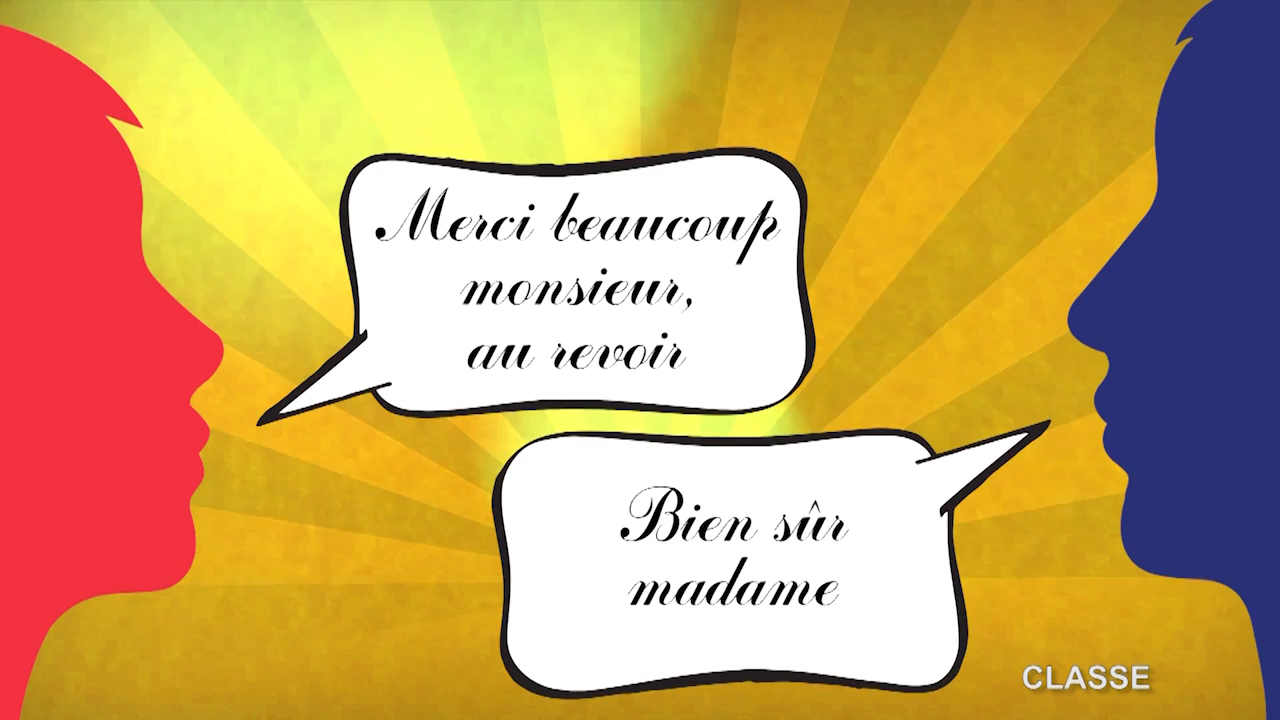 Merci beaucoup
monsieur,
au revoir
Bien sûr
madame
CLASSE